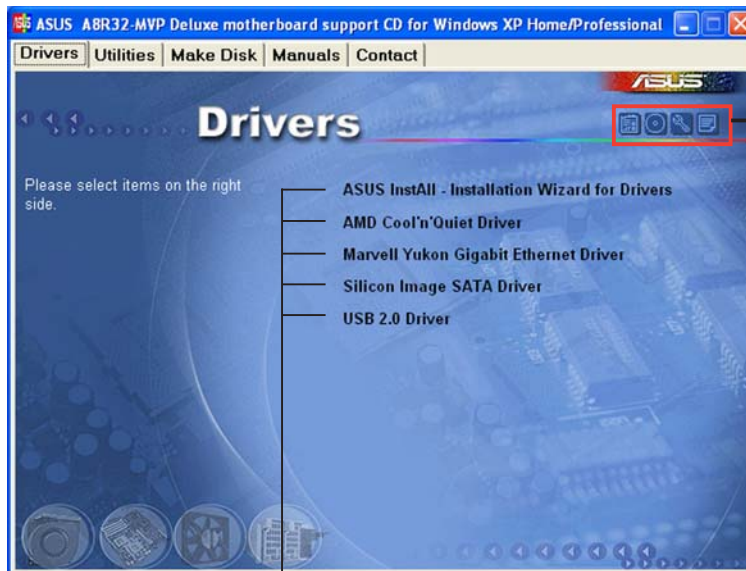 ASUS A8R32-MVP Deluxe motherboard support CD for Windows XP Home/Professional
Drivers Utilities Make Disk Manuals Contact
ASUS
Drivers
Please select items on the right
side.
ASUS InstAll - Installation Wizard for Drivers
AMD Cool'n'Quiet Driver
Marvell Yukon Gigabit Ethernet Driver
Silicon Image SATA Driver
USB 2.0 Driver